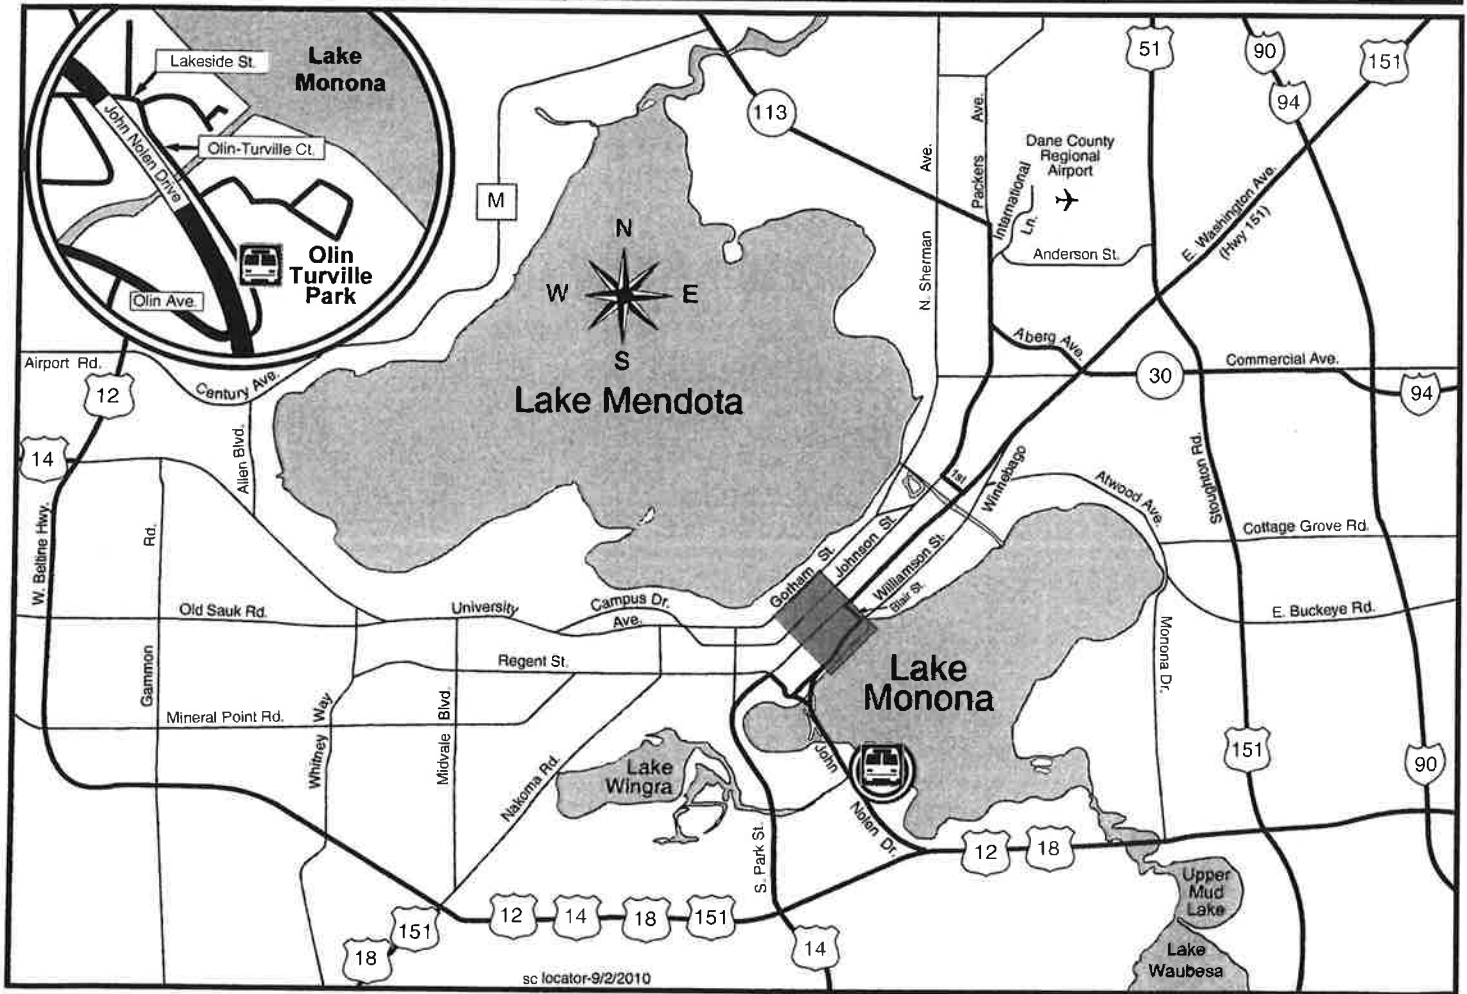 Lakeside St.
Lake
Monona
John Nolen Drive
Olin-Turville Ct.
Olin
Turville
Park
Olin Ave.
M
113
51
90
94
151
N. Sherman Ave.
Packers Ave.
International
Ln.
Dane County
Regional
Airport
Anderson St.
E. Washington Ave.
(Hwy 151)
N
W
E
S
Lake Mendota
Airport Rd.
Century Ave.
12
14
Allen Blvd.
Aberg Ave.
30
Commercial Ave.
94
1st
Winnebago
Atwood Ave.
Stoughton Rd.
Cottage Grove Rd.
W. Beltine Hwy.
Gammon Rd.
Old Sauk Rd.
University
Ave.
Campus Dr.
Gorham St.
Johnson St.
Williamson St.
Blair St.
E. Buckeye Rd.
Monona Dr.
Regent St.
Mineral Point Rd.
Whitney Way
Midvale Blvd.
Nakoma Rd.
Lake
Wingra
Lake
Monona
John Nolen Dr.
S. Park St.
151
90
12
18
12
14
18
151
151
18
14
Upper
Mud
Lake
Lake
Waubesa
sc locator-9/2/2010